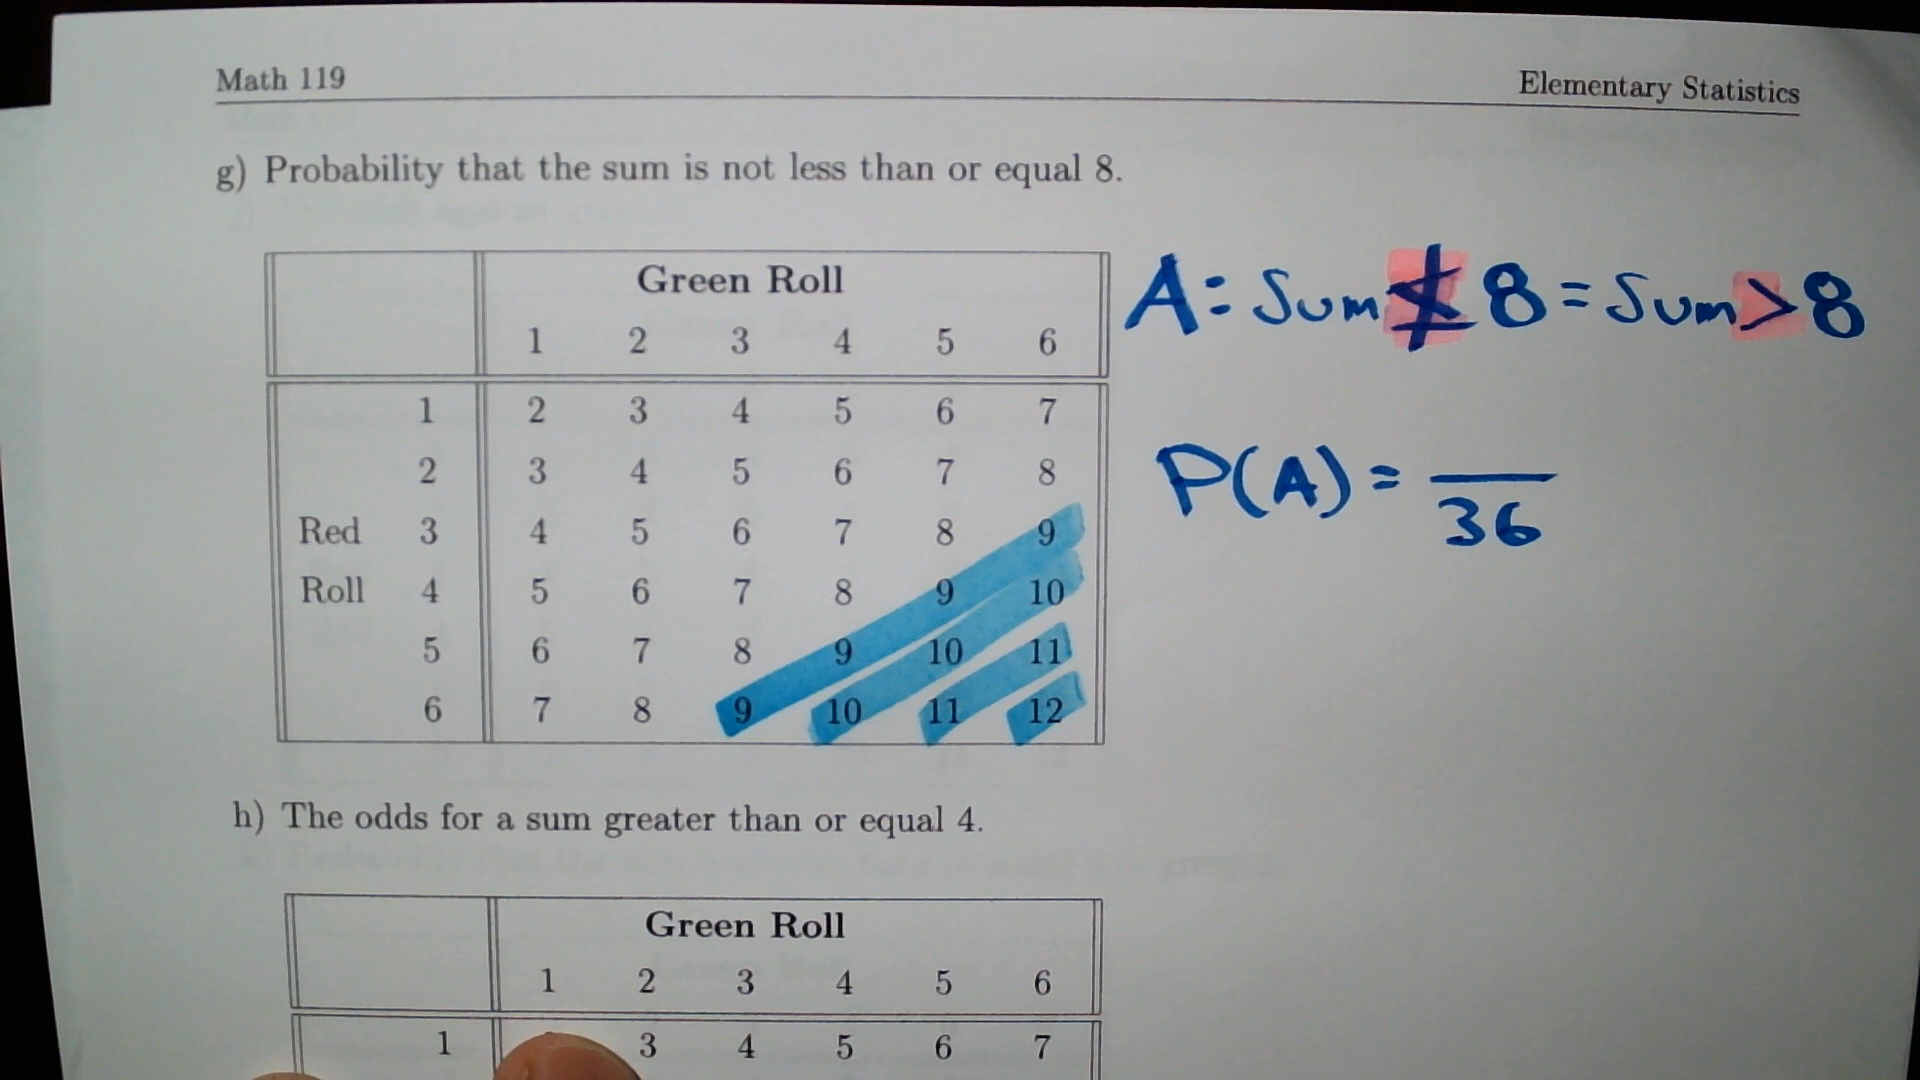 Math 119 Elementary Statistics
g) Probability that the sum is not less than or equal 8.
Green Roll
1 2 3 4 5 6
1 2 3 4 5 6 7
2 3 4 5 6 7 8
Red 3 4 5 6 7 8 9
Roll 4 5 6 7 8 9 10
5 6 7 8 9 10 11
6 7 8 9 10 11 12
A: Sum ≰ 8 = Sum > 8
P(A) = 
36
h) The odds for a sum greater than or equal 4.
Green Roll
1 2 3 4 5 6
1 3 4 5 6 7